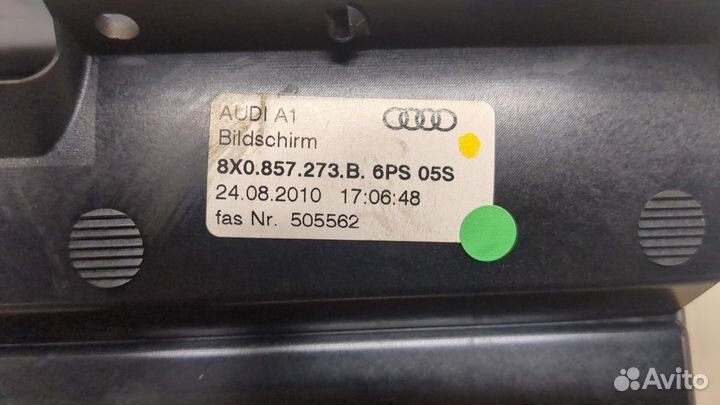 AUDI A1
Bildschirm
8X0.857.273.B. 6PS 05S
24.08.2010 17:06:48
fas Nr. 505562
Avito